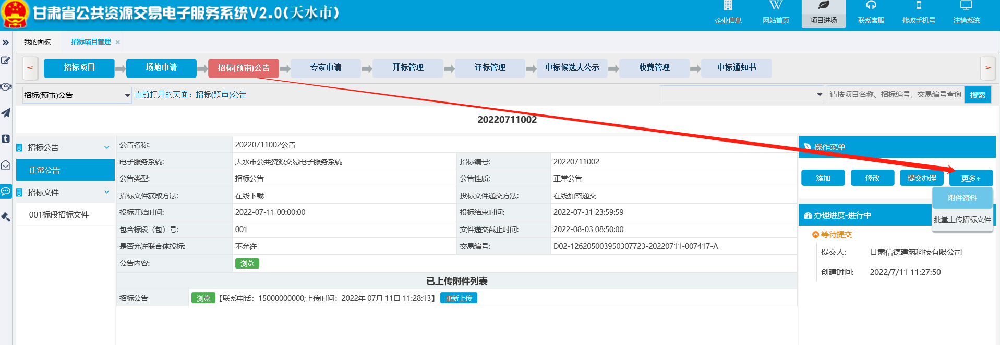 甘肃省公共资源交易电子服务系统V2.0(天水市)
企业信息 网站首页 项目进场 联系客服 修改手机号 注销系统
我的面板 招标项目管理 ×
< 招标项目 场地申请 招标(预审)公告 专家申请 开标管理 评标管理 中标候选人公示 收费管理 中标通知书 >
招标(预审)公告 当前打开的页面：招标(预审)公告 请按项目名称、招标编号、交易编号查询 搜索
20220711002
招标公告
正常公告
招标文件
001标段招标文件
公告名称: 20220711002公告
电子服务系统: 天水市公共资源交易电子服务系统 招标编号: 20220711002
公告类型: 招标公告 公告性质: 正常公告
招标文件获取方法: 在线下载 投标文件递交方法: 在线加密递交
投标开始时间: 2022-07-11 00:00:00 投标结束时间: 2022-07-31 23:59:59
包含标段（包）号: 001 文件递交截止时间: 2022-08-03 08:50:00
是否允许联合体投标: 不允许 交易编号: D02-126205003950307723-20220711-007417-A
公告内容: 浏览
已上传附件列表
招标公告 浏览 【联系电话：15000000000;上传时间：2022年 07月 11日 11:28:13】 重新上传
操作菜单
添加 修改 提交办理 更多+
附件资料
批量上传招标文件
办理进度-进行中
等待提交
提交人: 甘肃信德建筑科技有限公司
创建时间: 2022/7/11 11:27:50